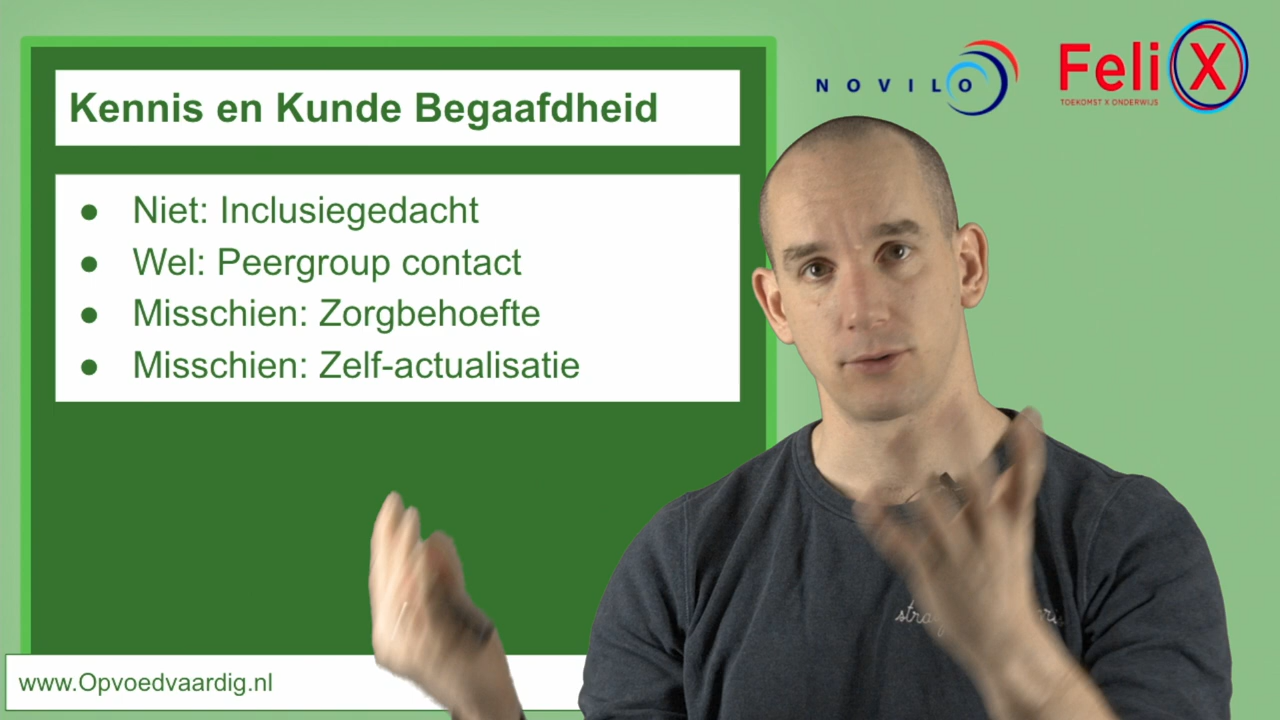 Kennis en Kunde Begaafdheid
● Niet: Inclusiegedacht
● Wel: Peergroup contact
● Misschien: Zorgbehoefte
● Misschien: Zelf-actualisatie
www.Opvoedvaardig.nl
NOVILO
FeliX
TOEKOMST X ONDERWIJS